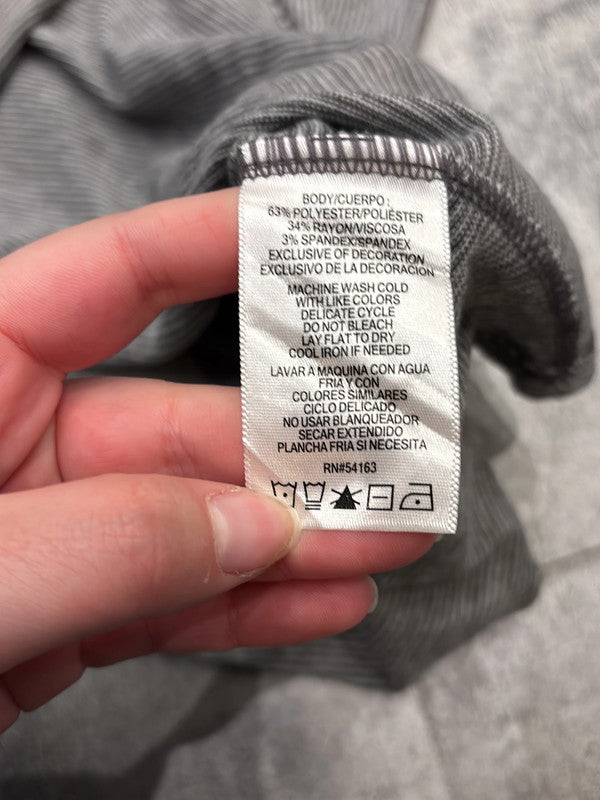 BODY/CUERPO :
63% POLYESTER/POLIÉSTER
34% RAYON/VISCOSA
3% SPANDEX/SPANDEX
EXCLUSIVE OF DECORATION
EXCLUSIVO DE LA DECORACION
MACHINE WASH COLD
WITH LIKE COLORS
DELICATE CYCLE
DO NOT BLEACH
LAY FLAT TO DRY
COOL IRON IF NEEDED
LAVAR A MAQUINA CON AGUA
FRIA Y CON
COLORES SIMILARES
CICLO DELICADO
NO USAR BLANQUEADOR
SECAR EXTENDIDO
PLANCHA FRIA SI NECESITA
RN#54163